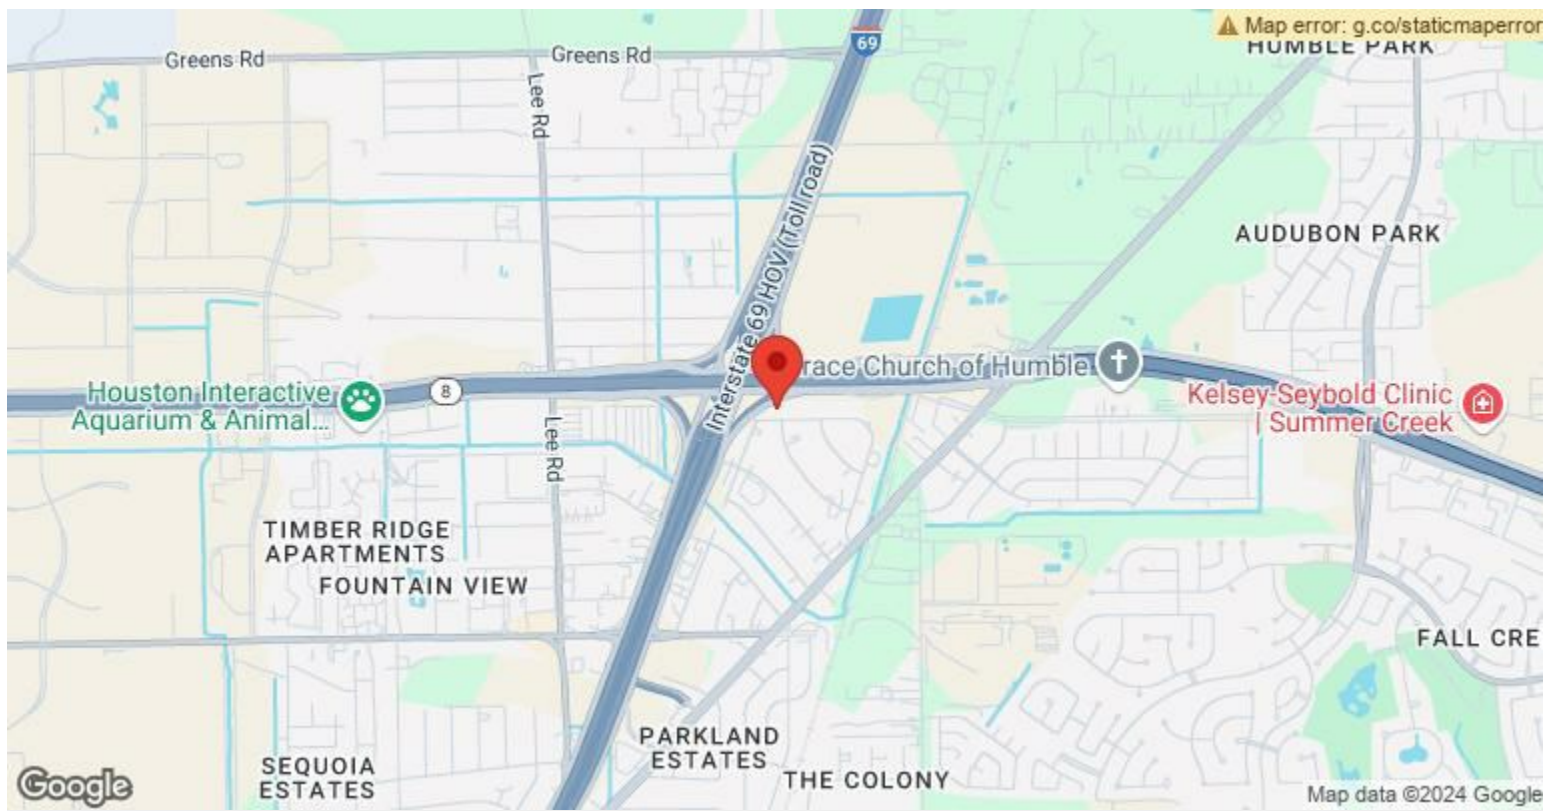 Map error: g.co/staticmaperror
HUMBLE PARK
69
Greens Rd
Greens Rd
Lee Rd
Interstate 69 HOV (Toll road)
AUDUBON PARK
race Church of Humble
Houston Interactive
Aquarium & Animal...
8
Kelsey-Seybold Clinic
| Summer Creek
Lee Rd
TIMBER RIDGE
APARTMENTS
FOUNTAIN VIEW
FALL CRE
PARKLAND
ESTATES
SEQUOIA
ESTATES
THE COLONY
Google
Map data ©2024 Google